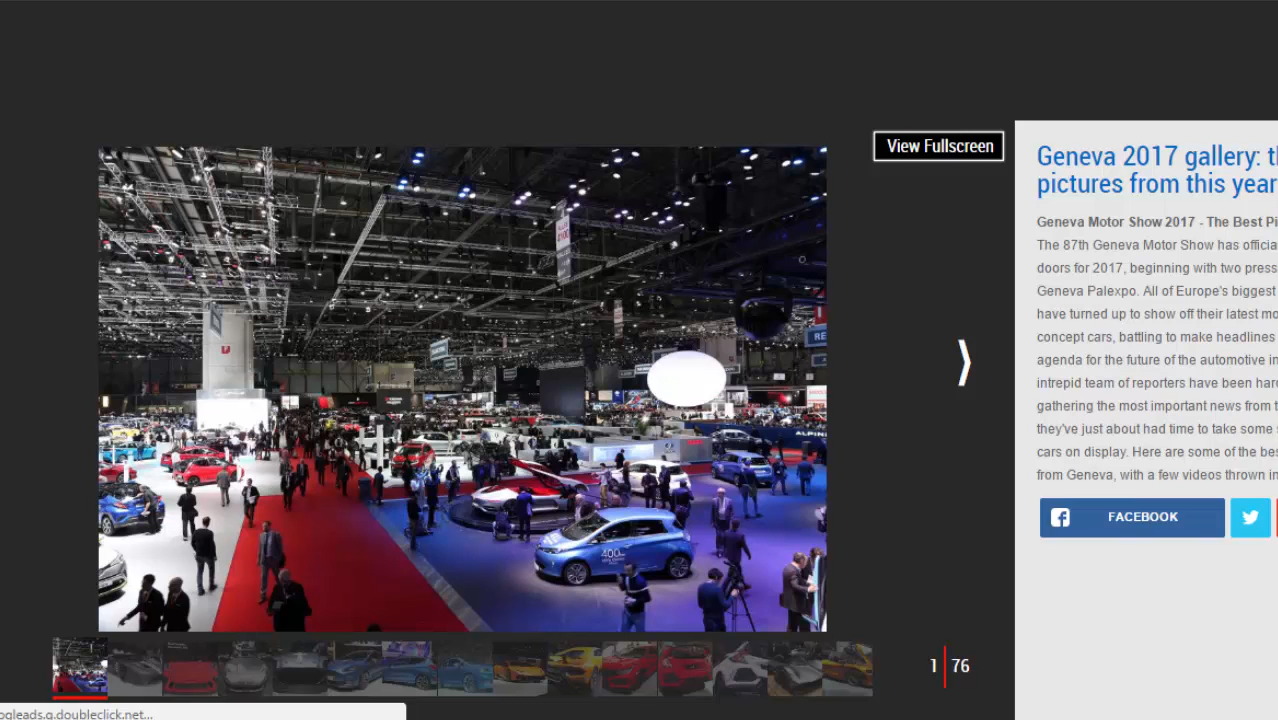 View Fullscreen
Geneva 2017 gallery: t
pictures from this year
Geneva Motor Show 2017 - The Best Pi
The 87th Geneva Motor Show has officia
doors for 2017, beginning with two press
Geneva Palexpo. All of Europe's biggest
have turned up to show off their latest mo
concept cars, battling to make headlines
agenda for the future of the automotive in
intrepid team of reporters have been har
gathering the most important news from t
they've just about had time to take some
cars on display. Here are some of the bes
from Geneva, with a few videos thrown in
FACEBOOK
400
ALPINE
1 76
ogleads.g.doubleclick.net...